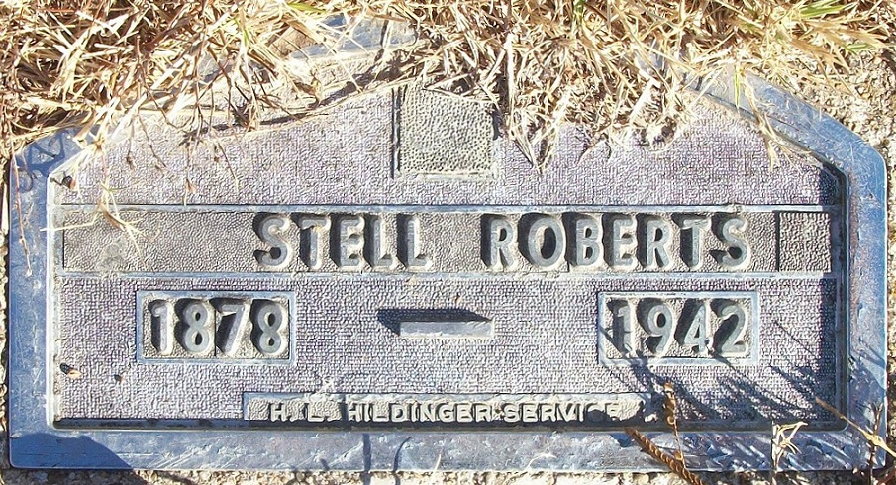 STELL ROBERTS
1878 – 1942
H. L. HILDINGER SERVICE